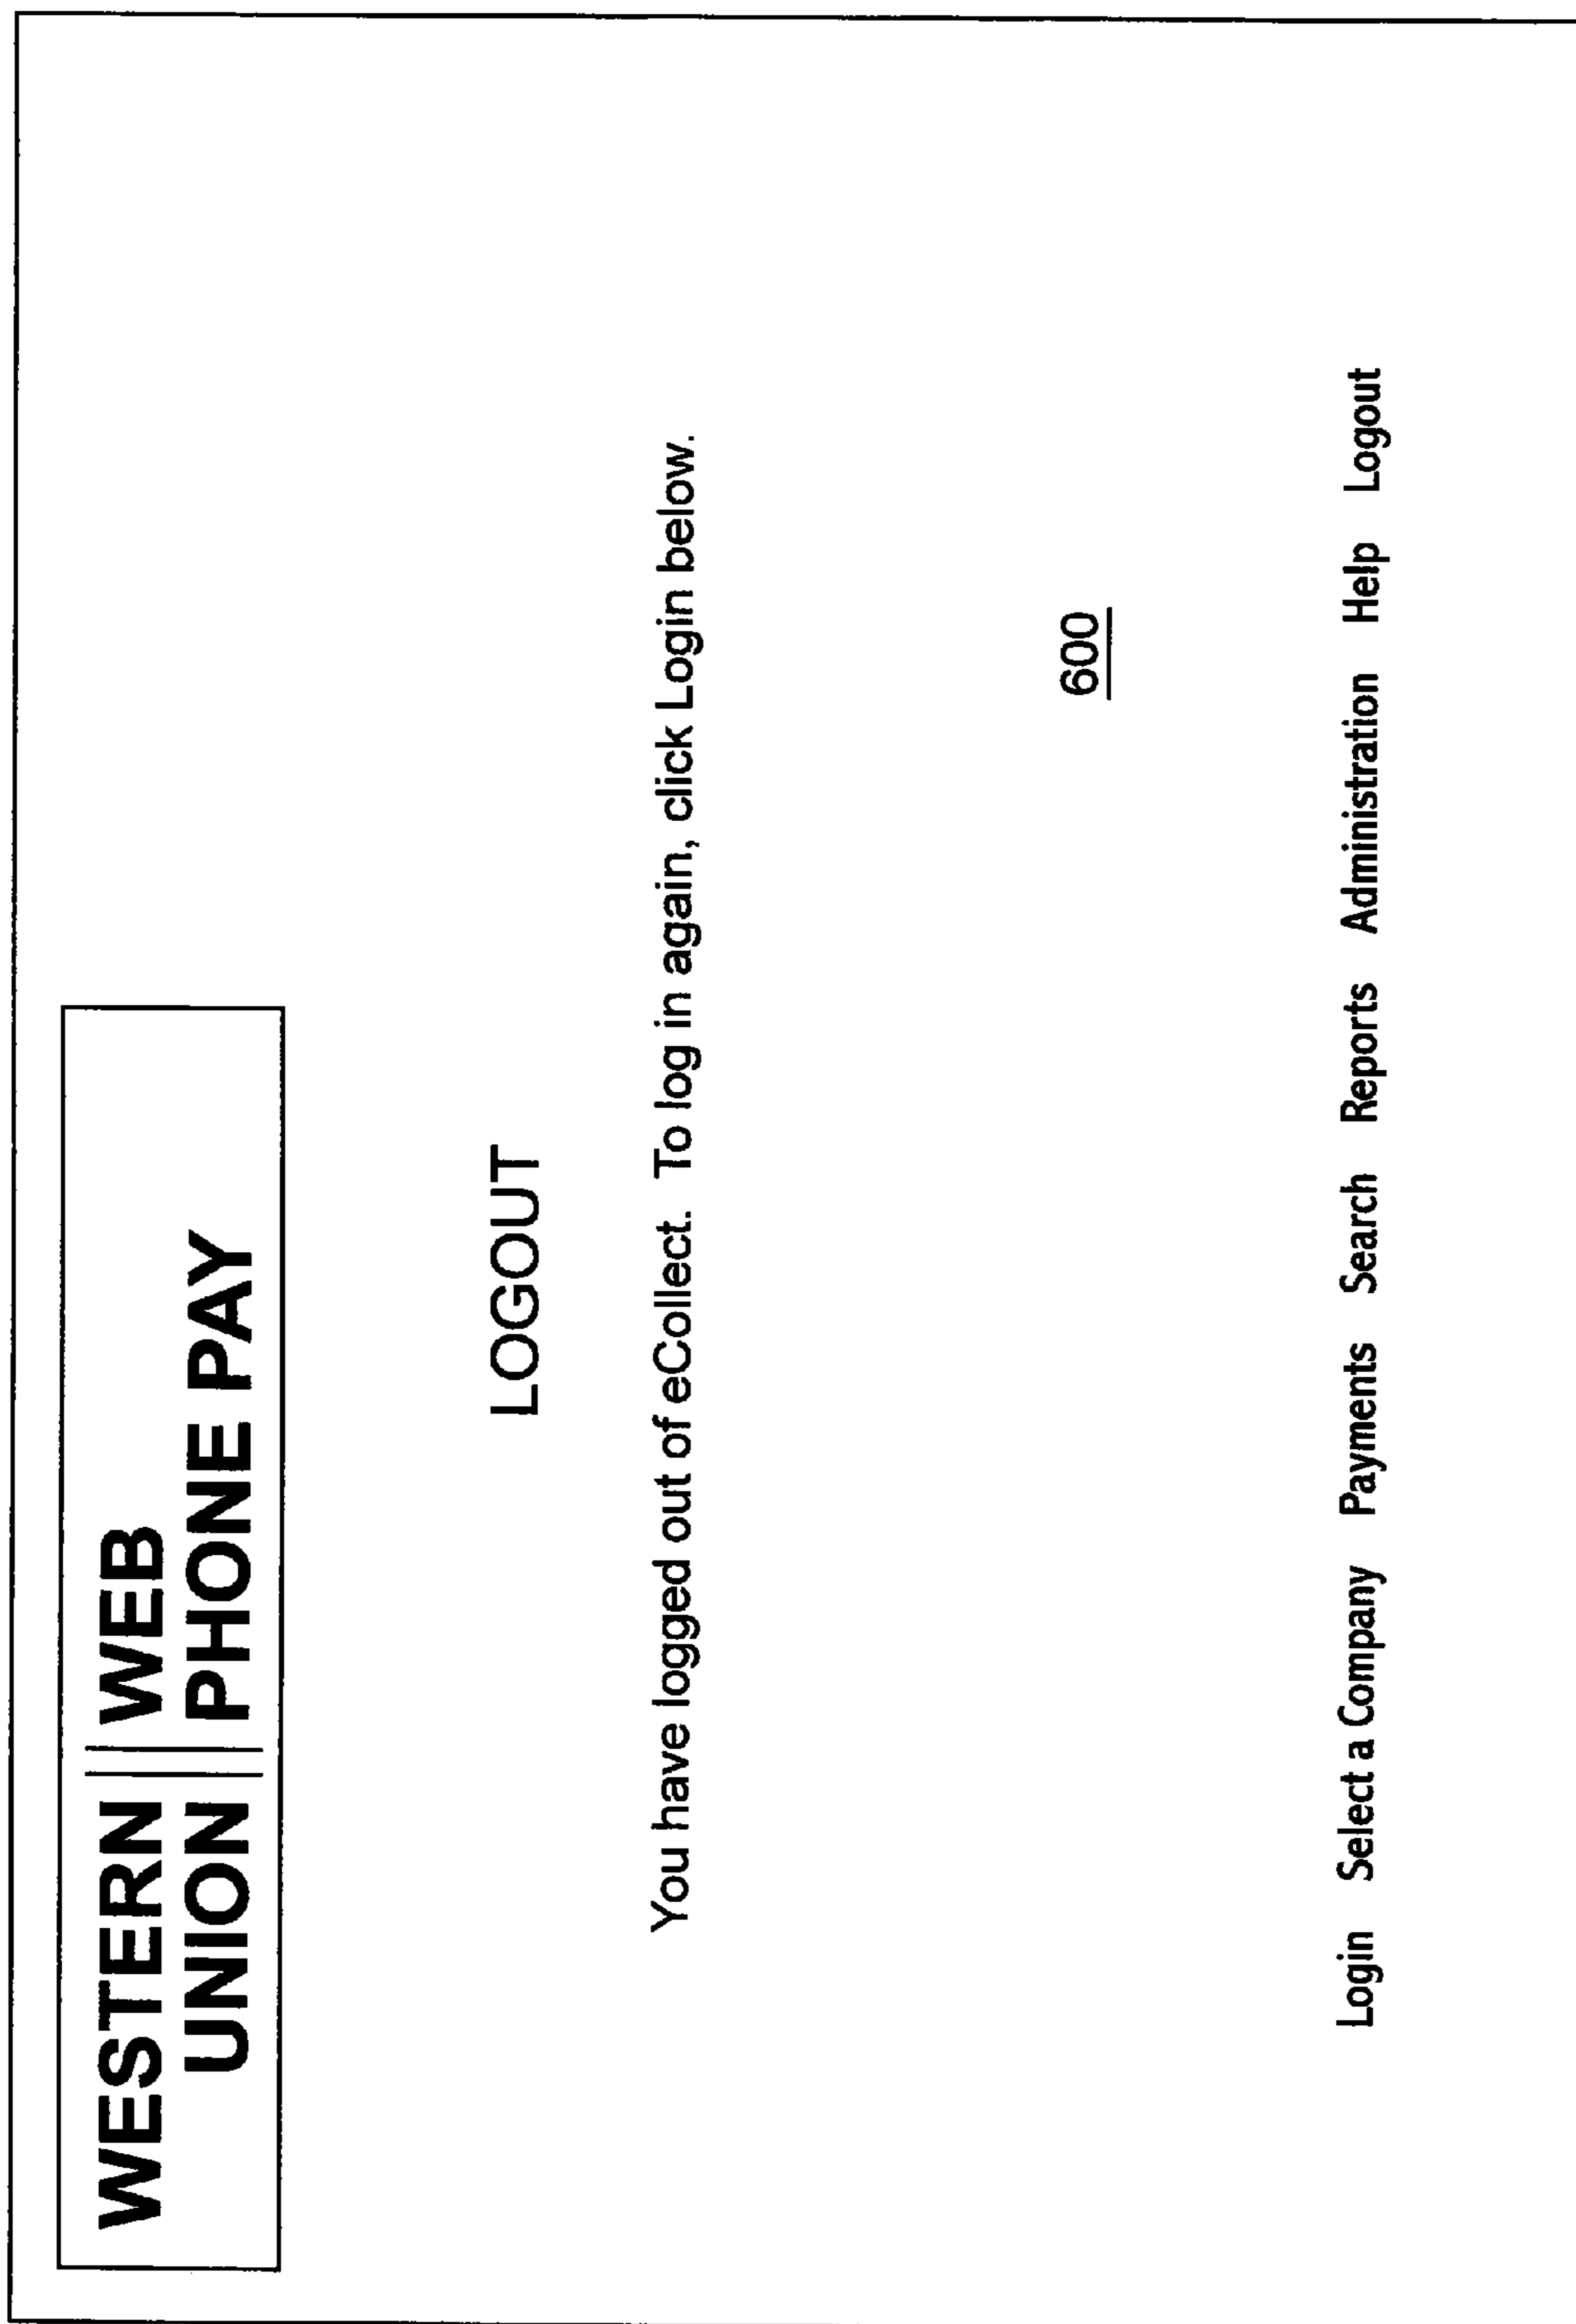 WESTERN WEB
UNION PHONE PAY
LOGOUT
You have logged out of eCollect. To log in again, click Login below.
600
Login Select a Company Payments Search Reports Administration Help Logout